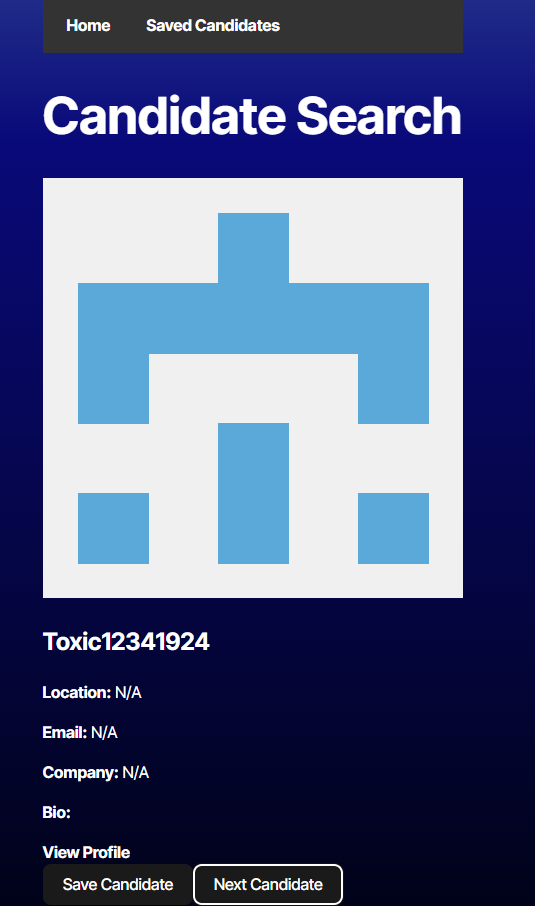 Home Saved Candidates
Candidate Search
Toxic12341924
Location: N/A
Email: N/A
Company: N/A
Bio:
View Profile
Save Candidate Next Candidate